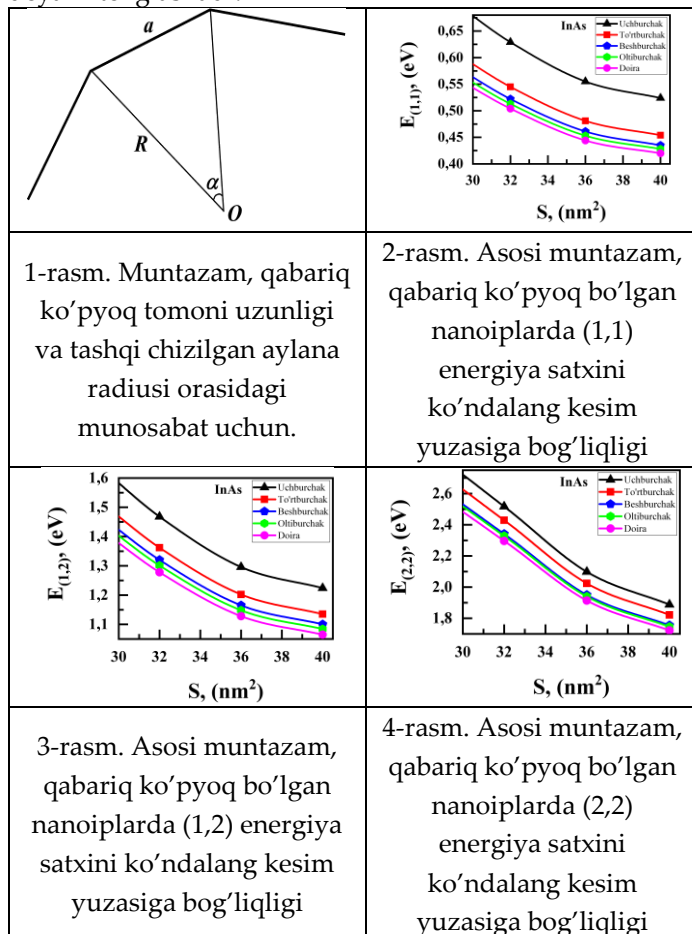 a
R
α
O
InAs
Uchburchak
To'rtburchak
Beshburchak
Oltiburchak
Doira
E(1,1), (eV)
0,65
0,60
0,55
0,50
0,45
0,40
30 32 34 36 38 40
S, (nm²)
1-rasm. Muntazam, qabariq
ko’pyoq tomoni uzunligi
va tashqi chizilgan aylana
radiusi orasidagi
munosabat uchun.
2-rasm. Asosi muntazam,
qabariq ko’pyoq bo’lgan
nanoiplarda (1,1)
energiya satxini
ko’ndalang kesim
yuzasiga bog’liqligi
InAs
Uchburchak
To'rtburchak
Beshburchak
Oltiburchak
Doira
E(1,2), (eV)
1,6
1,5
1,4
1,3
1,2
1,1
30 32 34 36 38 40
S, (nm²)
InAs
Uchburchak
To'rtburchak
Beshburchak
Oltiburchak
Doira
E(2,2), (eV)
2,6
2,4
2,2
2,0
1,8
30 32 34 36 38 40
S, (nm²)
3-rasm. Asosi muntazam,
qabariq ko’pyoq bo’lgan
nanoiplarda (1,2) energiya
satxini ko’ndalang kesim
yuzasiga bog’liqligi
4-rasm. Asosi muntazam,
qabariq ko’pyoq bo’lgan
nanoiplarda (2,2)
energiya satxini
ko’ndalang kesim
yuzasiga bog’liqligi